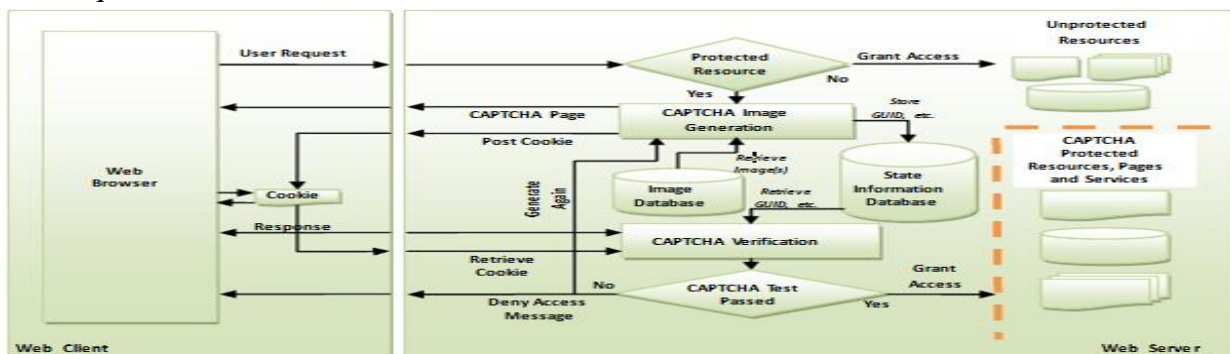 User Request
Protected
Resource
Grant Access
No
Yes
Unprotected
Resources
CAPTCHA Page
CAPTCHA Image
Generation
Store
GUID, etc.
Post Cookie
CAPTCHA
Protected
Resources, Pages
and Services
Web
Browser
Cookie
Generate
Again
Image
Database
Retrieve
Image(s)
State
Information
Database
Retrieve
GUID, etc.
Response
CAPTCHA Verification
Retrieve
Cookie
No
CAPTCHA Test
Passed
Yes
Grant
Access
Deny Access
Message
Web Client
Web Server